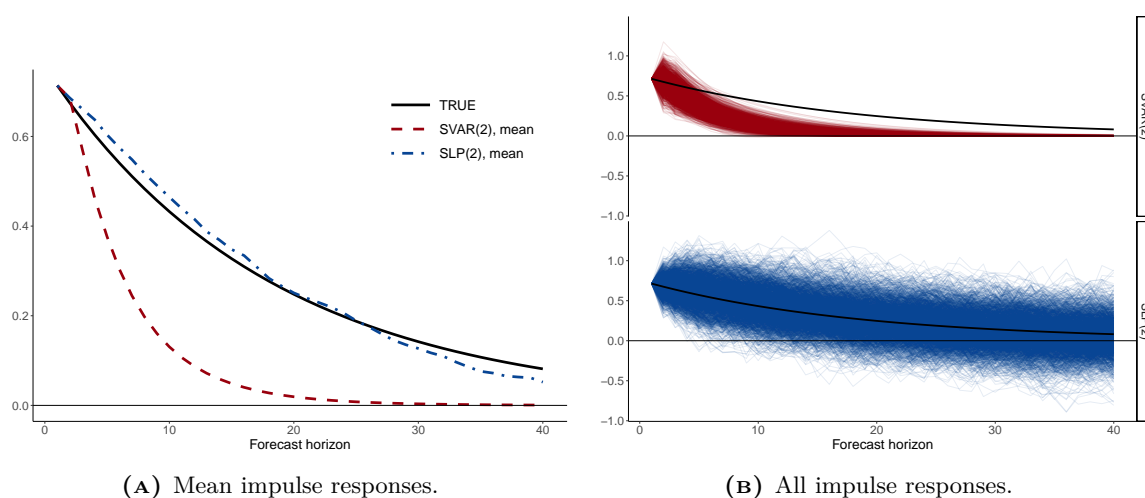 0.6
0.4
0.2
0.0
0 10 20 30 40
Forecast horizon
TRUE
SVAR(2), mean
SLP(2), mean
(A) Mean impulse responses.
1.0
0.5
0.0
−0.5
−1.0
1.0
0.5
0.0
−0.5
−1.0
0 10 20 30 40
Forecast horizon
(B) All impulse responses.